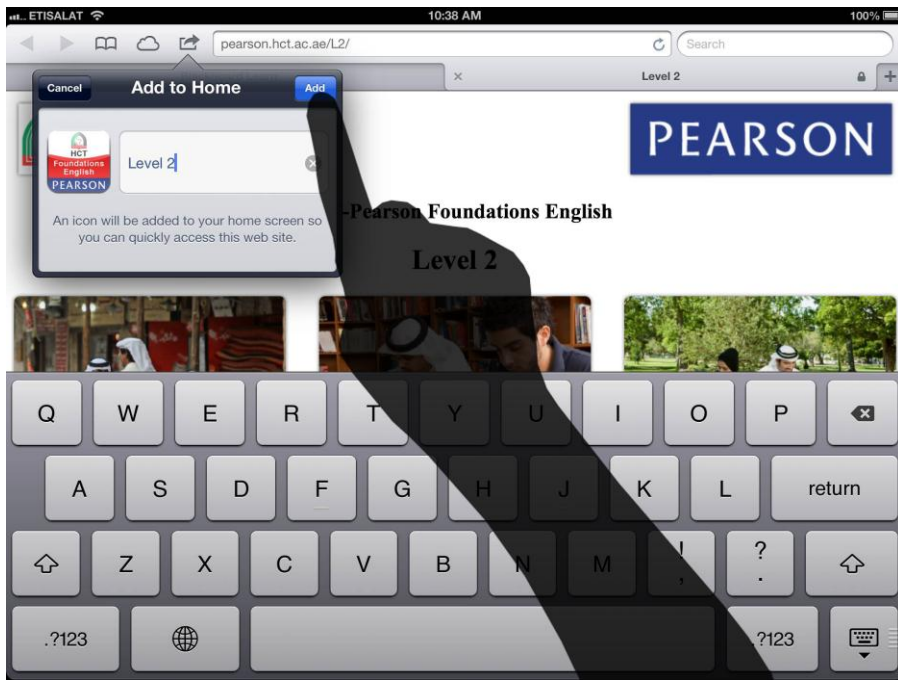 ETISALAT 10:38 AM 100%
pearson.hct.ac.ae/L2/ Search
Level 2
Cancel Add to Home Add
HCT
Foundations
English
PEARSON
Level 2
An icon will be added to your home screen so
you can quickly access this web site.
PEARSON
-Pearson Foundations English
Level 2
Q W E R T Y U I O P
A S D F G H J K L return
Z X C V B N M ! , ? .
.?123 .?123